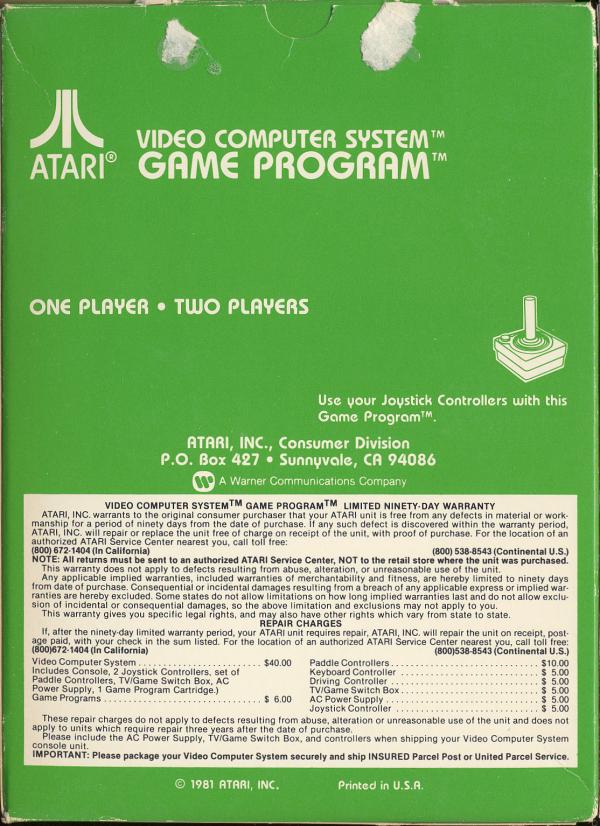 ATARI®
VIDEO COMPUTER SYSTEM™
GAME PROGRAM™
ONE PLAYER • TWO PLAYERS
Use your Joystick Controllers with this
Game Program™.
ATARI, INC., Consumer Division
P.O. Box 427 • Sunnyvale, CA 94086
A Warner Communications Company
VIDEO COMPUTER SYSTEM™ GAME PROGRAM™ LIMITED NINETY-DAY WARRANTY
ATARI, INC. warrants to the original consumer purchaser that your ATARI unit is free from any defects in material or work-
manship for a period of ninety days from the date of purchase. If any such defect is discovered within the warranty period,
ATARI, INC. will repair or replace the unit free of charge on receipt of the unit, with proof of purchase. For the location of an
authorized ATARI Service Center nearest you, call toll free:
(800) 672-1404 (In California) (800) 538-8543 (Continental U.S.)
NOTE: All returns must be sent to an authorized ATARI Service Center, NOT to the retail store where the unit was purchased.
This warranty does not apply to defects resulting from abuse, alteration, or unreasonable use of the unit.
Any applicable implied warranties, included warranties of merchantability and fitness, are hereby limited to ninety days
from date of purchase. Consequential or incidental damages resulting from a breach of any applicable express or implied war-
ranties are hereby excluded. Some states do not allow limitations on how long implied warranties last and do not allow exclu-
sion of incidental or consequential damages, so the above limitation and exclusions may not apply to you.
This warranty gives you specific legal rights, and may also have other rights which vary from state to state.
REPAIR CHARGES
If, after the ninety-day limited warranty period, your ATARI unit requires repair, ATARI, INC. will repair the unit on receipt, post-
age paid, with your check in the sum listed. For the location of an authorized ATARI Service Center nearest you, call toll free:
(800)672-1404 (In California) (800)538-8543 (Continental U.S.)
Video Computer System . . . . . . . . . . . . . . . . . . . . $40.00
Includes Console, 2 Joystick Controllers, set of
Paddle Controllers, TV/Game Switch Box, AC
Power Supply, 1 Game Program Cartridge.)
Game Programs . . . . . . . . . . . . . . . . . . . . . . . . . . $ 6.00
Paddle Controllers . . . . . . . . . . . . . . . . . . . . . . . . $10.00
Keyboard Controller . . . . . . . . . . . . . . . . . . . . . . . $ 5.00
Driving Controller . . . . . . . . . . . . . . . . . . . . . . . . . $ 5.00
TV/Game Switch Box . . . . . . . . . . . . . . . . . . . . . . . $ 5.00
AC Power Supply . . . . . . . . . . . . . . . . . . . . . . . . . $ 5.00
Joystick Controller . . . . . . . . . . . . . . . . . . . . . . . . $ 5.00
These repair charges do not apply to defects resulting from abuse, alteration or unreasonable use of the unit and does not
apply to units which require repair three years after the date of purchase.
Please include the AC Power Supply, TV/Game Switch Box, and controllers when shipping your Video Computer System
console unit.
IMPORTANT: Please package your Video Computer System securely and ship INSURED Parcel Post or United Parcel Service.
© 1981 ATARI, INC. Printed in U.S.A.